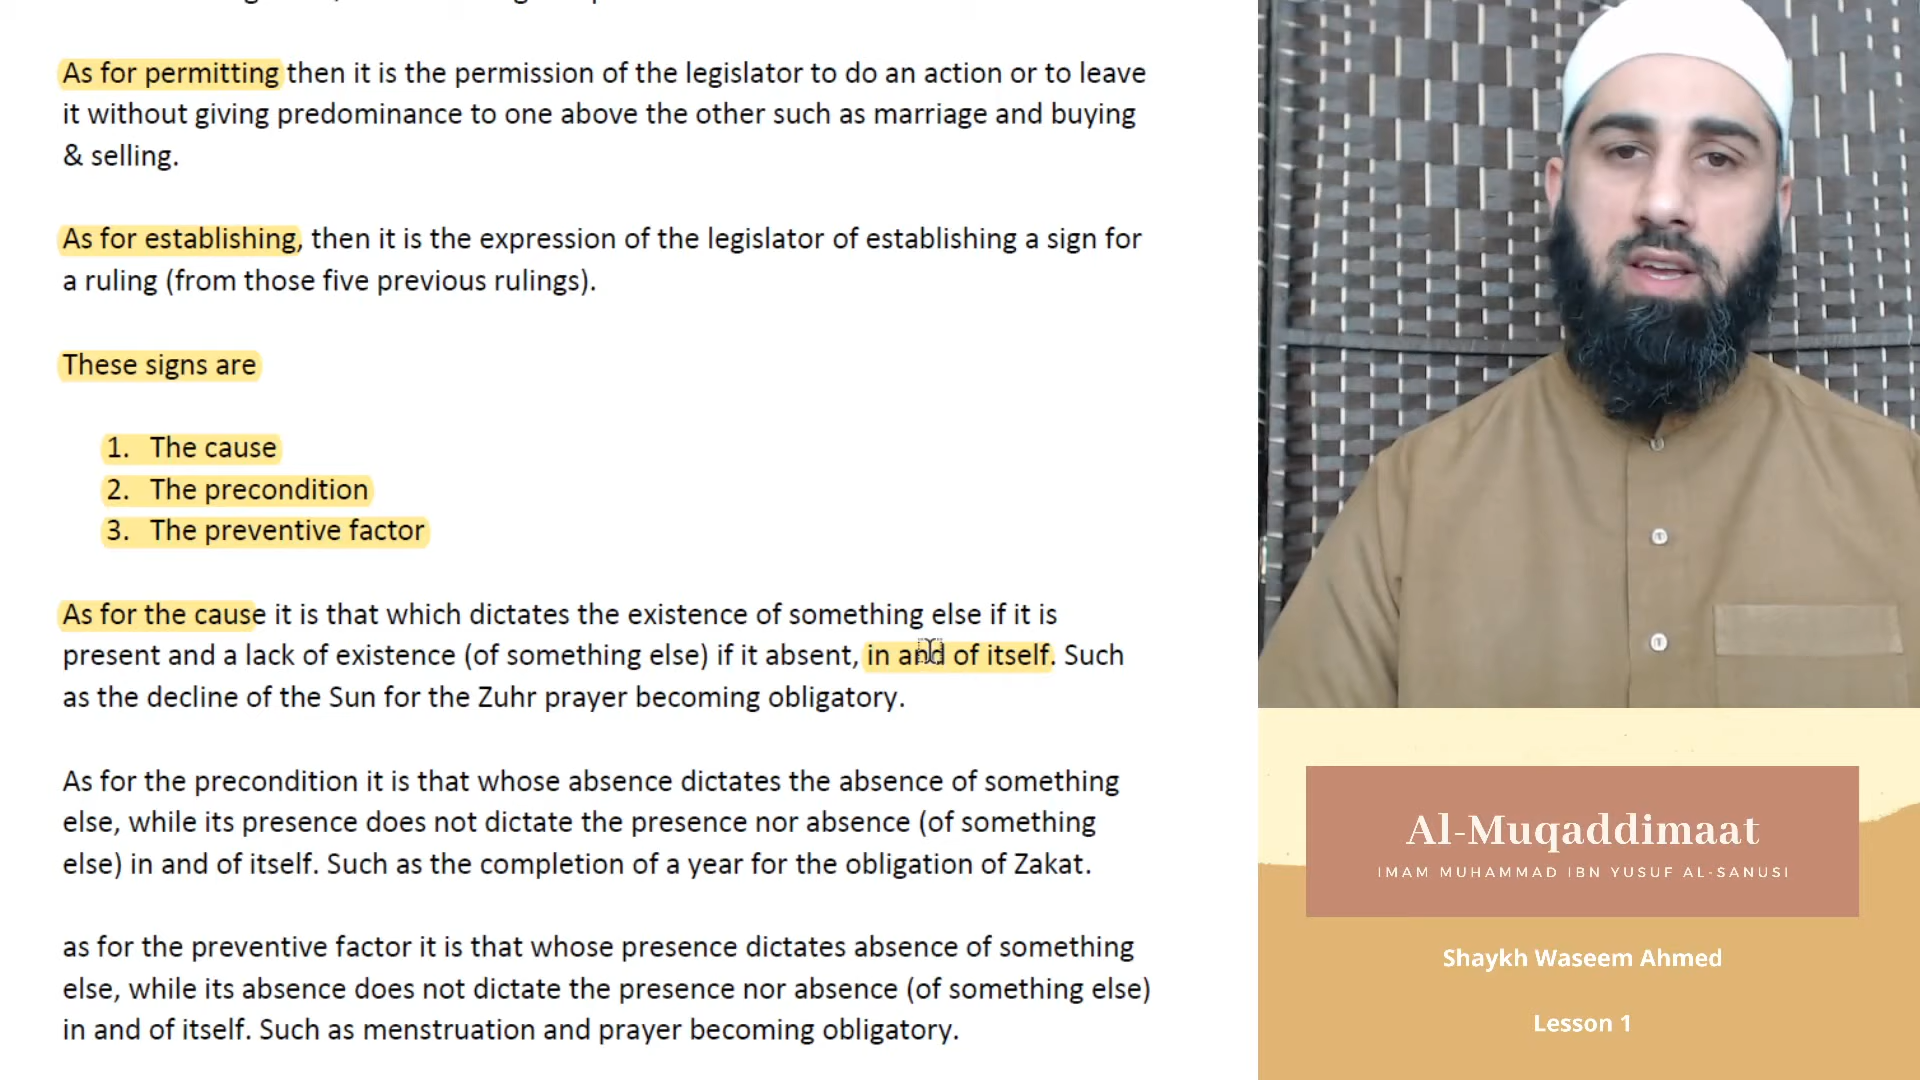 As for permitting then it is the permission of the legislator to do an action or to leave
it without giving predominance to one above the other such as marriage and buying
& selling.
As for establishing, then it is the expression of the legislator of establishing a sign for
a ruling (from those five previous rulings).
These signs are
1. The cause
2. The precondition
3. The preventive factor
As for the cause it is that which dictates the existence of something else if it is
present and a lack of existence (of something else) if it absent, in and of itself. Such
as the decline of the Sun for the Zuhr prayer becoming obligatory.
As for the precondition it is that whose absence dictates the absence of something
else, while its presence does not dictate the presence nor absence (of something
else) in and of itself. Such as the completion of a year for the obligation of Zakat.
as for the preventive factor it is that whose presence dictates absence of something
else, while its absence does not dictate the presence nor absence (of something else)
in and of itself. Such as menstruation and prayer becoming obligatory.
Al-Muqaddimaat
IMAM MUHAMMAD IBN YUSUF AL-SANUSI
Shaykh Waseem Ahmed
Lesson 1